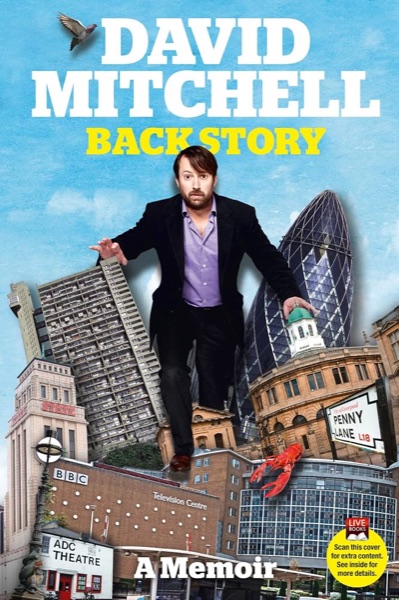 DAVID
MITCHELL
BACK STORY
PENNY
LANE L18
BBC
Television Centre
ADC
THEATRE
LIVE
BOOKS
Scan this cover
for extra content.
See inside for
more details.
A Memoir